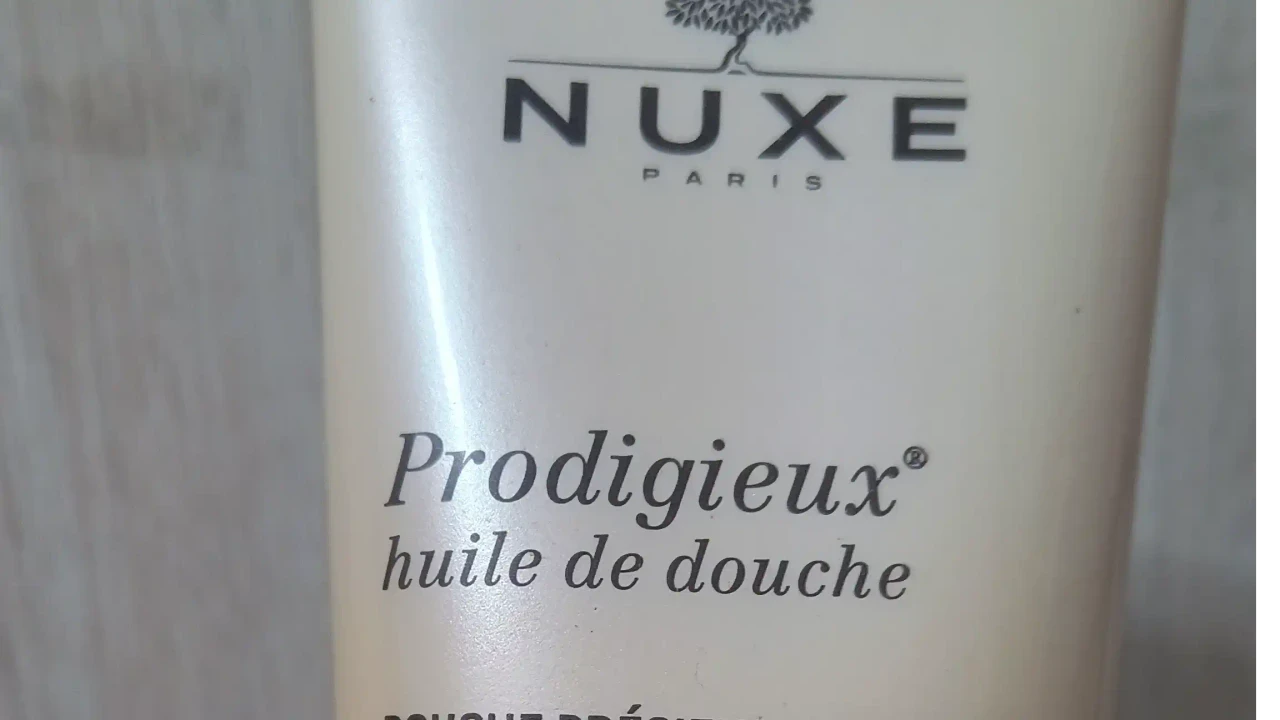 NUXE
PARIS
Prodigieux®
huile de douche